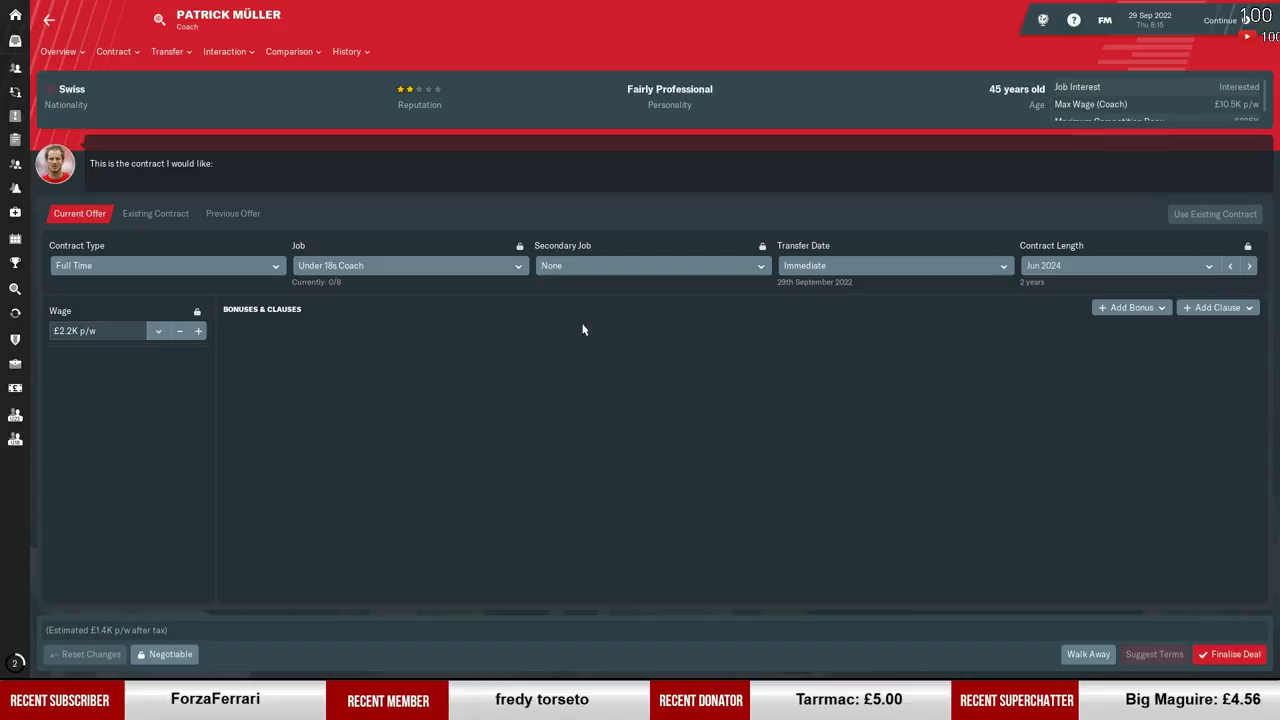 PATRICK MÜLLER
Coach
29 Sep 2022
Thu 8:15
FM
Continue
100
100
Overview
Contract
Transfer
Interaction
Comparison
History
Swiss
Nationality
Reputation
Fairly Professional
Personality
45 years old
Age
Job Interest Interested
Max Wage (Coach) £10.5K p/w
This is the contract I would like:
Current Offer
Existing Contract
Previous Offer
Use Existing Contract
Contract Type
Full Time
Job
Under 18s Coach
Currently: 0/8
Secondary Job
None
Transfer Date
Immediate
29th September 2022
Contract Length
Jun 2024
2 years
Wage
£2.2K p/w
BONUSES & CLAUSES
+ Add Bonus
+ Add Clause
(Estimated £1.4K p/w after tax)
Reset Changes
Negotiable
Walk Away
Suggest Terms
Finalise Deal
2
RECENT SUBSCRIBER
ForzaFerrari
RECENT MEMBER
fredy torseto
RECENT DONATOR
Tarrmac: £5.00
RECENT SUPERCHATTER
Big Maguire: £4.56